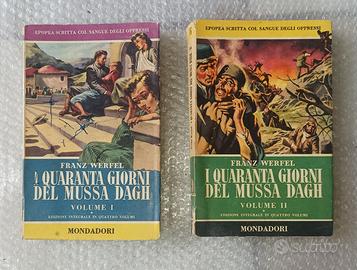 EPOPEA SCRITTA COL SANGUE DEGLI OPPRESSI
FRANZ WERFEL
I QUARANTA GIORNI
DEL MUSSA DAGH
VOLUME I
EDIZIONE INTEGRALE IN QUATTRO VOLUMI
MONDADORI
EPOPEA SCRITTA COL SANGUE DEGLI OPPRESSI
FRANZ WERFEL
I QUARANTA GIORNI
DEL MUSSA DAGH
VOLUME II
EDIZIONE INTEGRALE IN QUATTRO VOLUMI
MONDADORI
subito